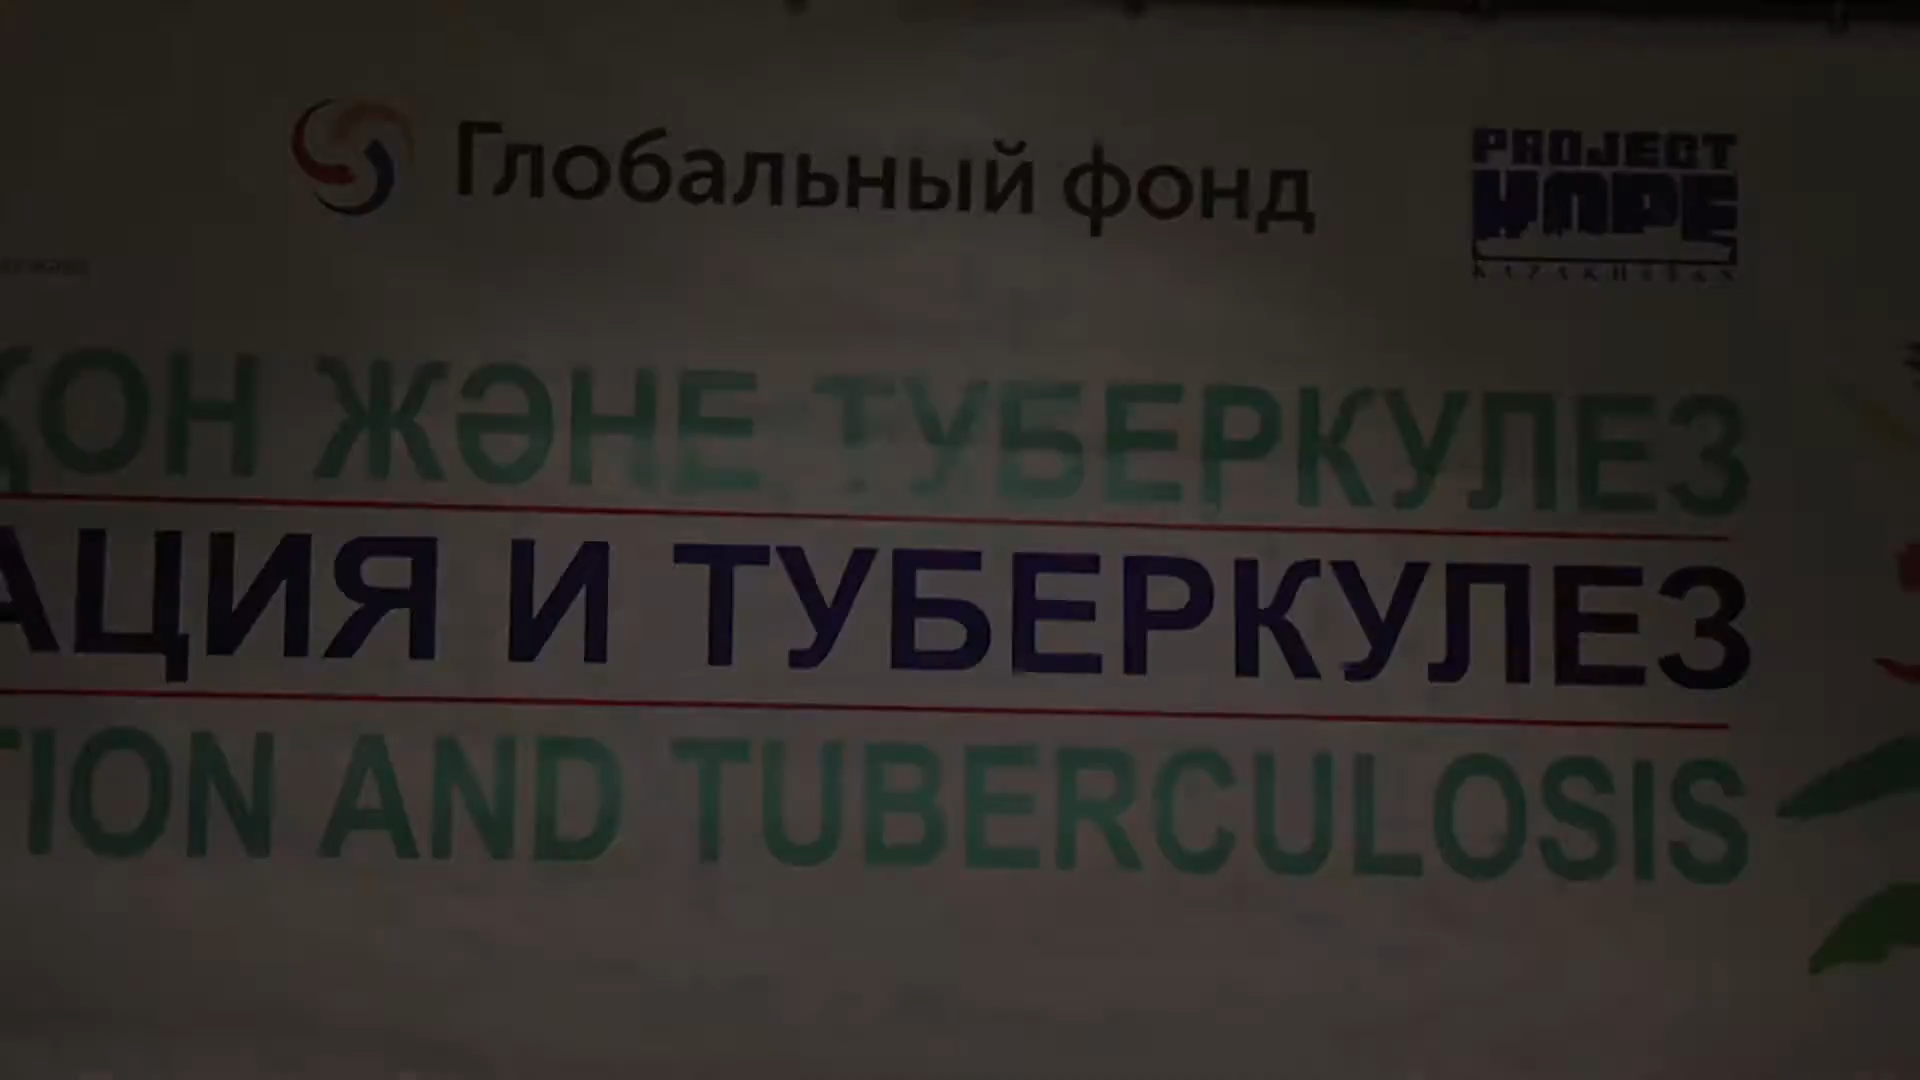 Глобальный фонд
PROJECT
HOPE
KAZAKHSTAN
ҚОН ЖӘНЕ ТУБЕРКУЛЕЗ
АЦИЯ И ТУБЕРКУЛЕЗ
TION AND TUBERCULOSIS